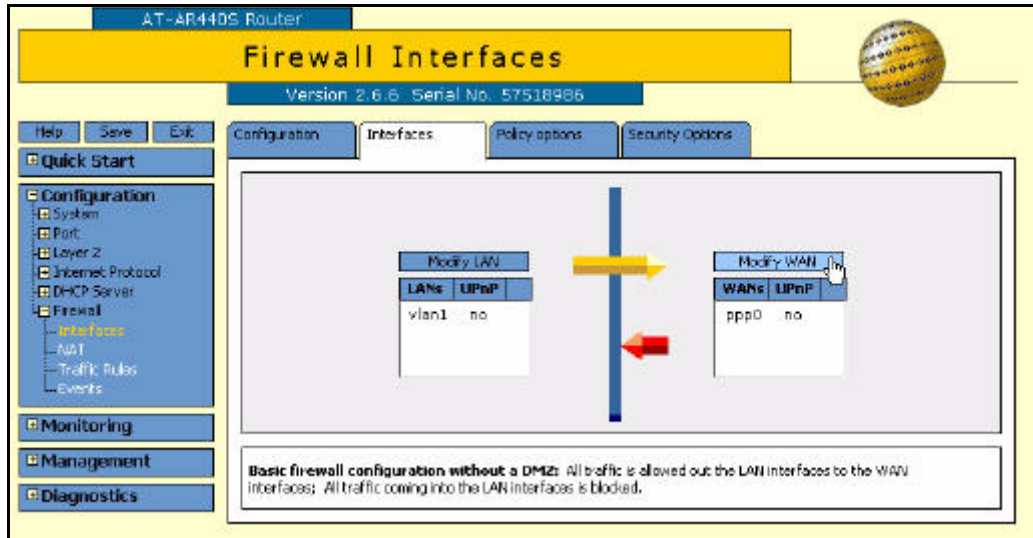 AT-AR440S Router
Firewall Interfaces
Version 2.6.6 Serial No. 57518986
Help Save Exit
Configuration Interfaces Policy options Security Options
Quick Start
Configuration
System
Port
Layer 2
Internet Protocol
DHCP Server
Firewall
Interfaces
NAT
Traffic Rules
Events
Monitoring
Management
Diagnostics
Modify LAN
LANs UPnP
vlan1 no
Modify WAN
WANs UPnP
ppp0 no
Basic firewall configuration without a DMZ: All traffic is allowed out the LAN interfaces to the WAN
interfaces; All traffic coming into the LAN interfaces is blocked.